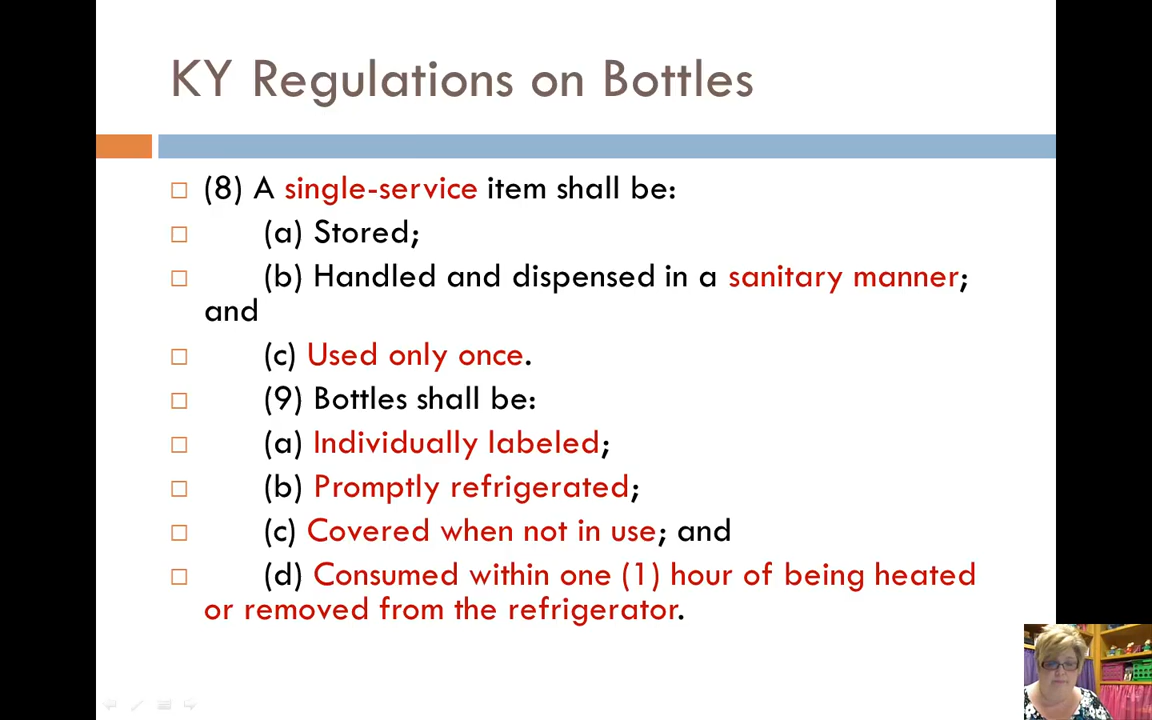 KY Regulations on Bottles
(8) A single-service item shall be:
(a) Stored;
(b) Handled and dispensed in a sanitary manner;
and
(c) Used only once.
(9) Bottles shall be:
(a) Individually labeled;
(b) Promptly refrigerated;
(c) Covered when not in use; and
(d) Consumed within one (1) hour of being heated
or removed from the refrigerator.